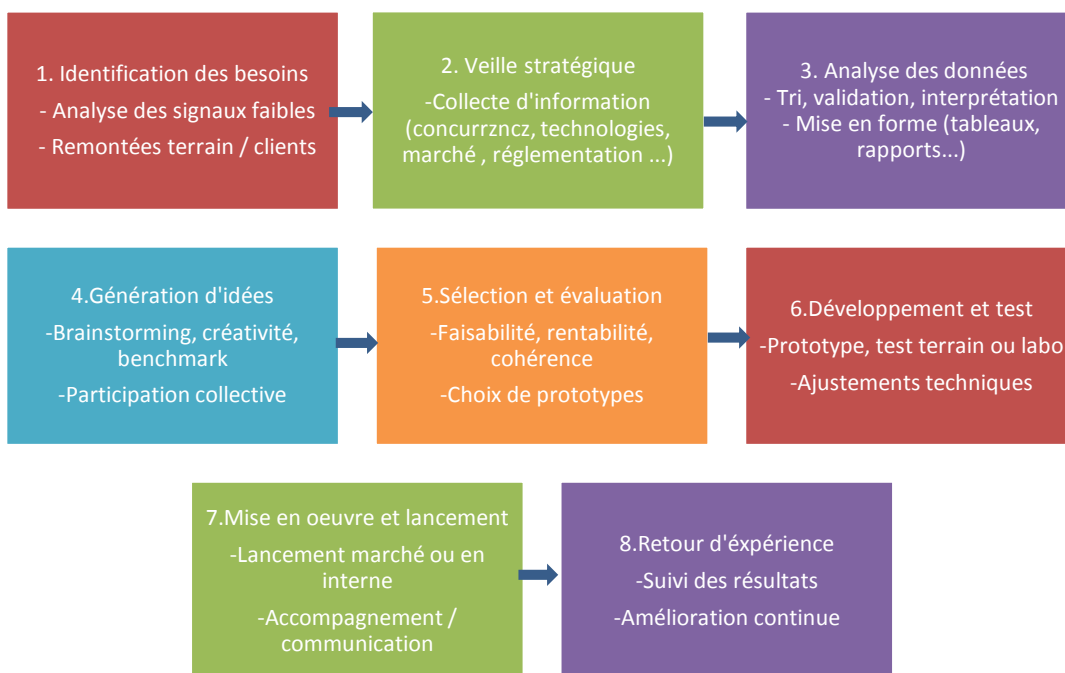 1. Identification des besoins
- Analyse des signaux faibles
- Remontées terrain / clients
2. Veille stratégique
-Collecte d'information
(concurrzncz, technologies,
marché , réglementation ...)
3. Analyse des données
- Tri, validation, interprétation
- Mise en forme (tableaux,
rapports...)
4.Génération d'idées
-Brainstorming, créativité,
benchmark
-Participation collective
5.Sélection et évaluation
-Faisabilité, rentabilité,
cohérence
-Choix de prototypes
6.Développement et test
-Prototype, test terrain ou labo
-Ajustements techniques
7.Mise en oeuvre et lancement
-Lancement marché ou en
interne
-Accompagnement /
communication
8.Retour d'éxpérience
-Suivi des résultats
-Amélioration continue